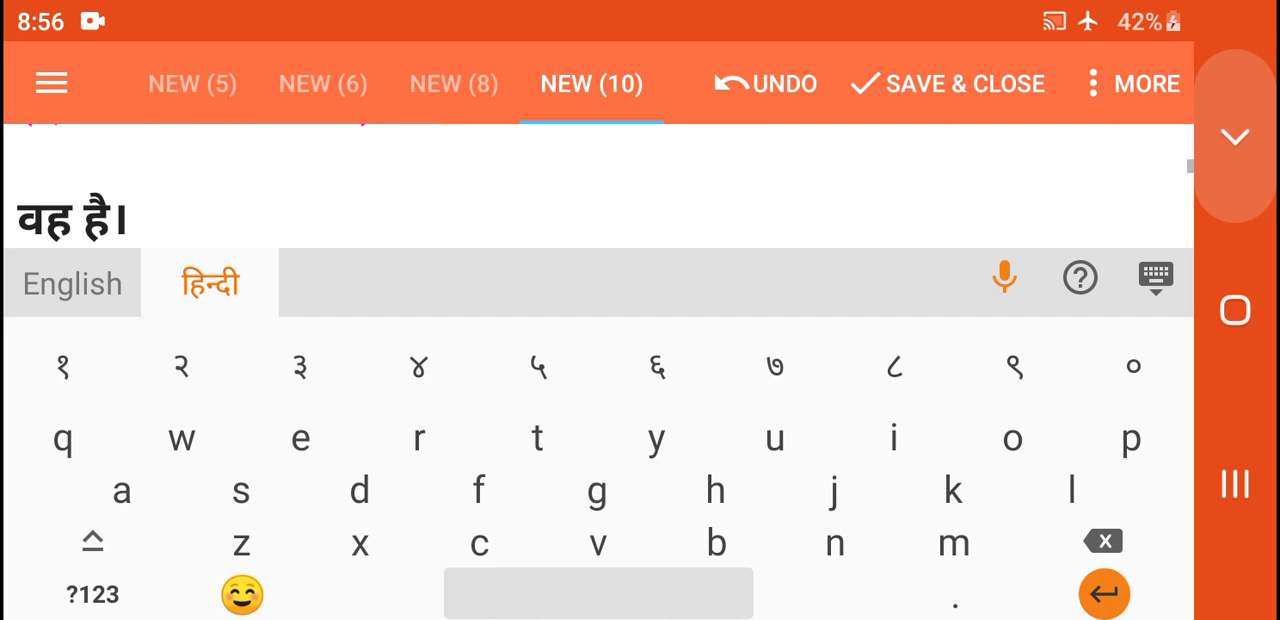 8:56 42%
NEW (5) NEW (6) NEW (8) NEW (10) UNDO SAVE & CLOSE MORE
वह है।
English हिन्दी
१ २ ३ ४ ५ ६ ७ ८ ९ ०
q w e r t y u i o p
a s d f g h j k l
z x c v b n m
?123 .